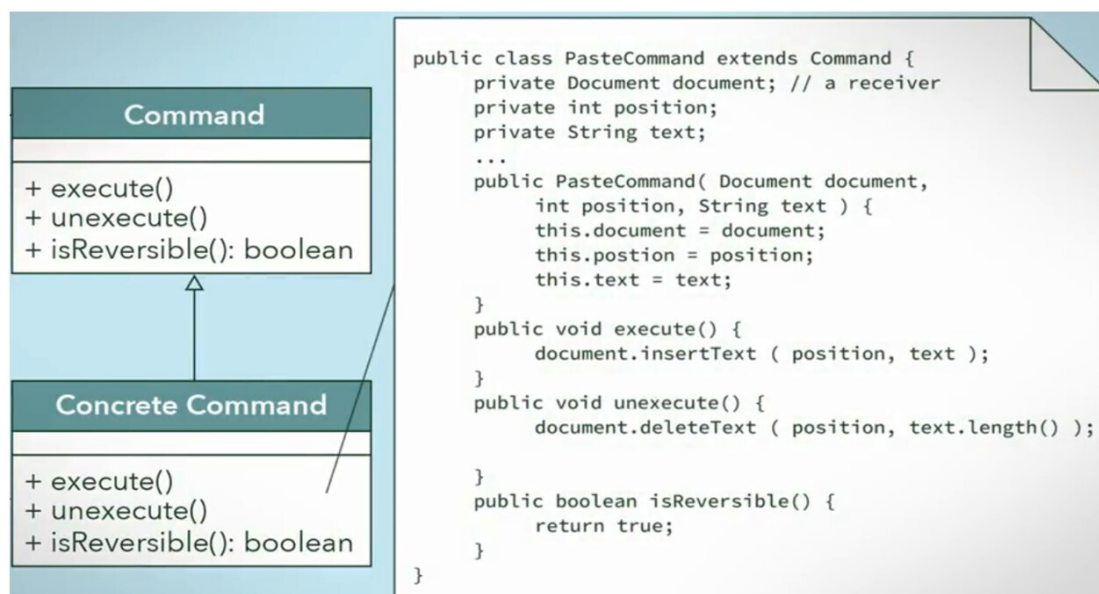 Command
+ execute()
+ unexecute()
+ isReversible(): boolean
Concrete Command
+ execute()
+ unexecute()
+ isReversible(): boolean
public class PasteCommand extends Command {
private Document document; // a receiver
private int position;
private String text;
...
public PasteCommand( Document document,
int position, String text ) {
this.document = document;
this.postion = position;
this.text = text;
}
public void execute() {
document.insertText ( position, text );
}
public void unexecute() {
document.deleteText ( position, text.length() );
}
public boolean isReversible() {
return true;
}
}